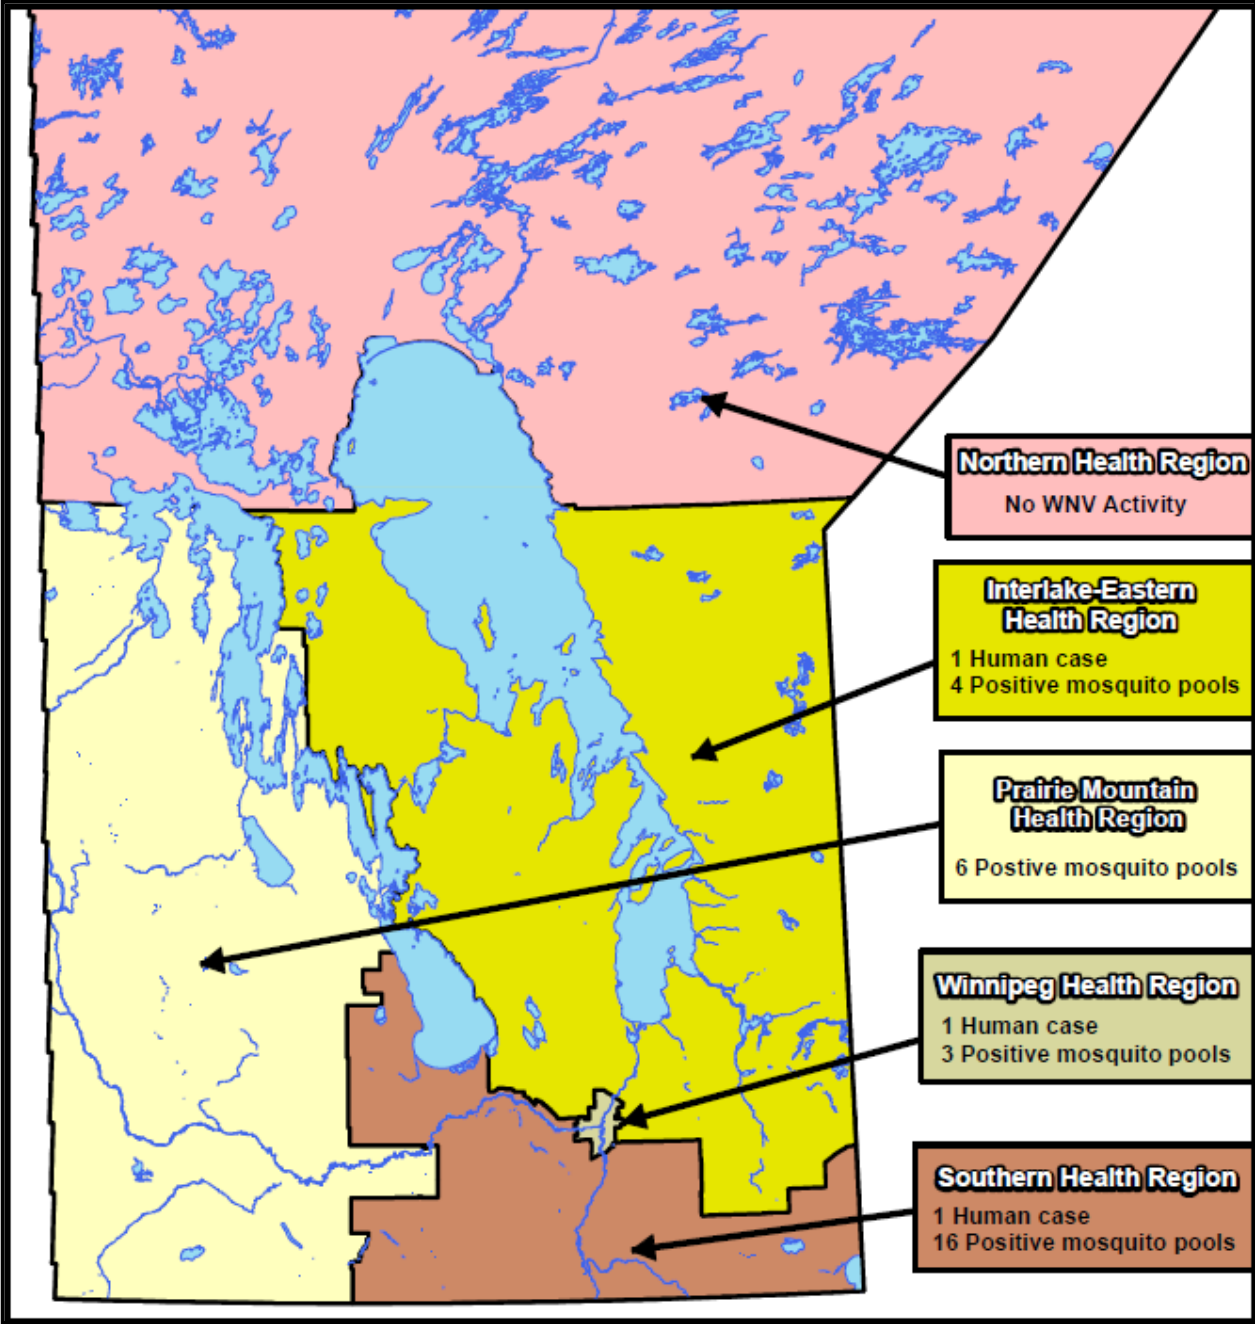 Northern Health Region
No WNV Activity
Interlake-Eastern
Health Region
1 Human case
4 Positive mosquito pools
Prairie Mountain
Health Region
6 Postive mosquito pools
Winnipeg Health Region
1 Human case
3 Positive mosquito pools
Southern Health Region
1 Human case
16 Positive mosquito pools